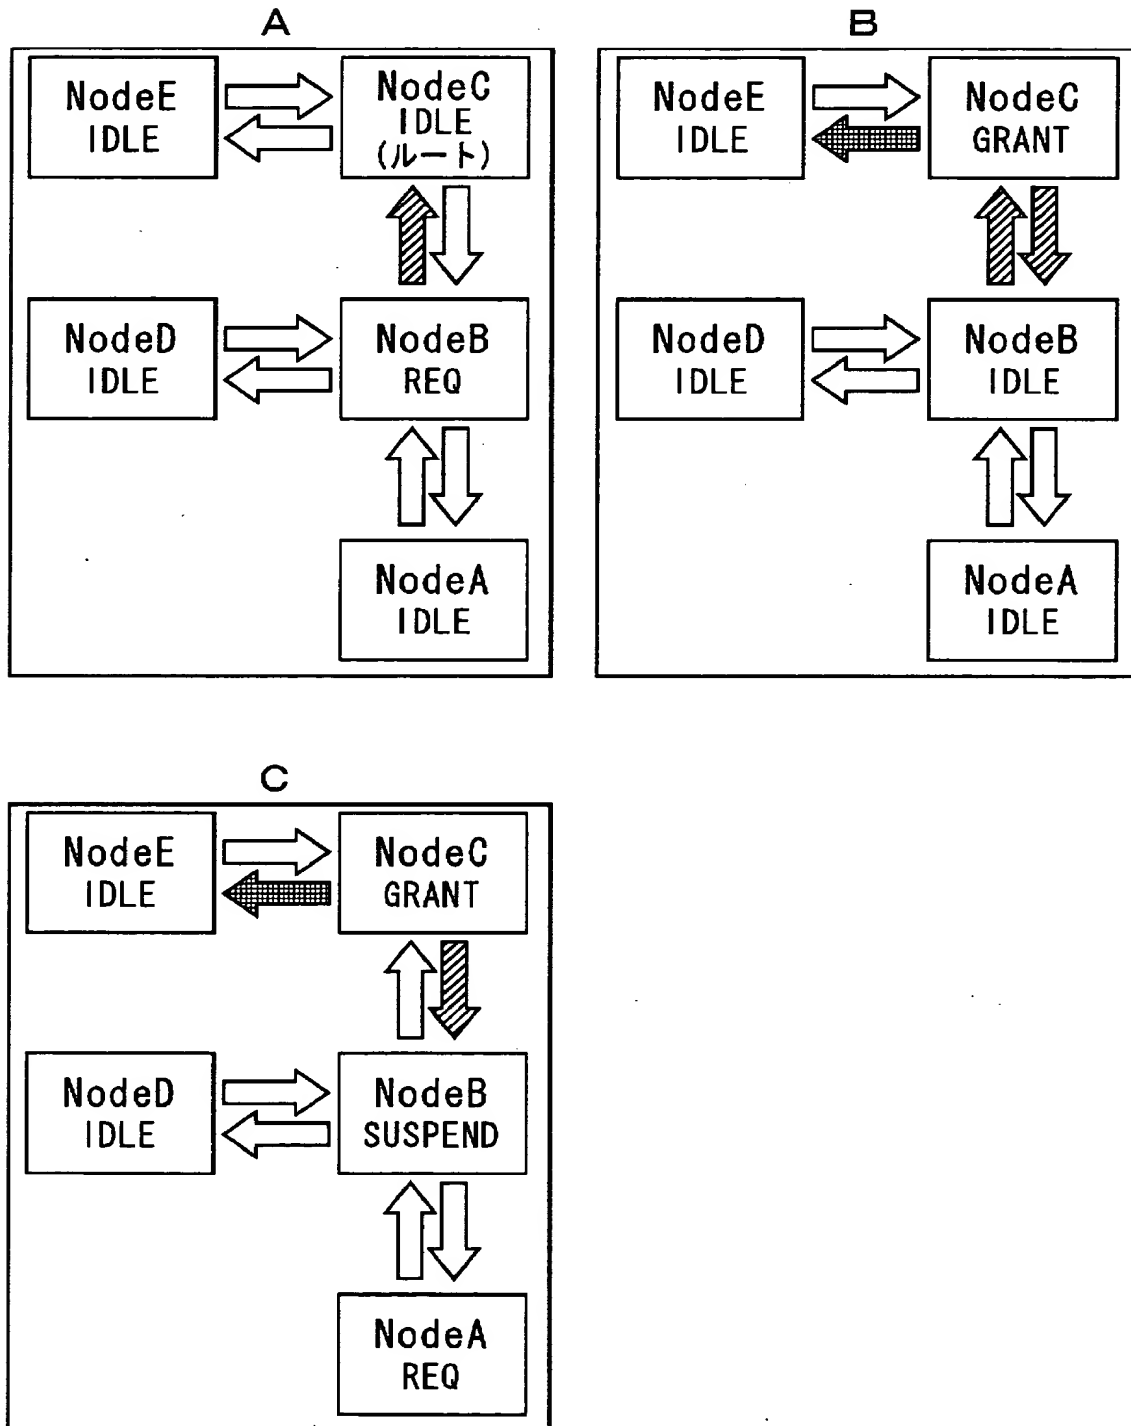 A
NodeE
IDLE
NodeC
IDLE
(ルート)
NodeD
IDLE
NodeB
REQ
NodeA
IDLE
B
NodeE
IDLE
NodeC
GRANT
NodeD
IDLE
NodeB
IDLE
NodeA
IDLE
C
NodeE
IDLE
NodeC
GRANT
NodeD
IDLE
NodeB
SUSPEND
NodeA
REQ